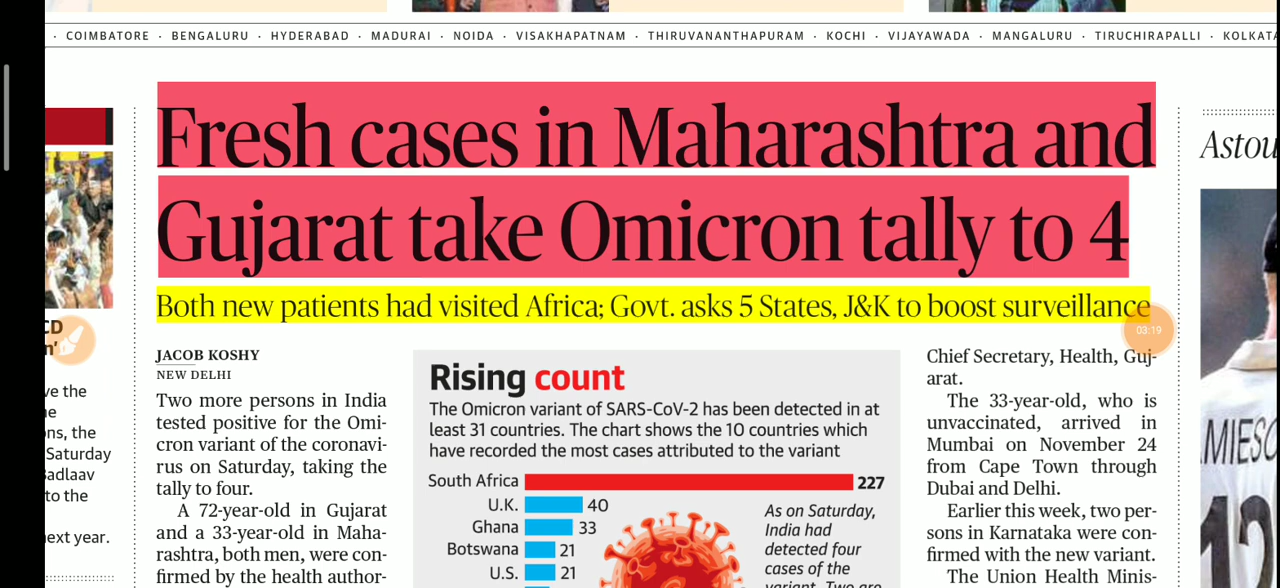 · COIMBATORE · BENGALURU · HYDERABAD · MADURAI · NOIDA · VISAKHAPATNAM · THIRUVANANTHAPURAM · KOCHI · VIJAYAWADA · MANGALURU · TIRUCHIRAPALLI · KOLKATA
Fresh cases in Maharashtra and
Gujarat take Omicron tally to 4
Both new patients had visited Africa; Govt. asks 5 States, J&K to boost surveillance
03:19
CD
n'
ve the
ons, the
Saturday
Badlaav
to the
next year.
JACOB KOSHY
NEW DELHI
Two more persons in India
tested positive for the Omi-
cron variant of the coronavi-
rus on Saturday, taking the
tally to four.
A 72-year-old in Gujarat
and a 33-year-old in Maha-
rashtra, both men, were con-
firmed by the health author-
Rising count
The Omicron variant of SARS-CoV-2 has been detected in at
least 31 countries. The chart shows the 10 countries which
have recorded the most cases attributed to the variant
South Africa 227
U.K. 40
Ghana 33
Botswana 21
U.S. 21
As on Saturday,
India had
detected four
cases of the
variant. Two are
Chief Secretary, Health, Guj-
arat.
The 33-year-old, who is
unvaccinated, arrived in
Mumbai on November 24
from Cape Town through
Dubai and Delhi.
Earlier this week, two per-
sons in Karnataka were con-
firmed with the new variant.
The Union Health Minis-
Astou
MIESO
12